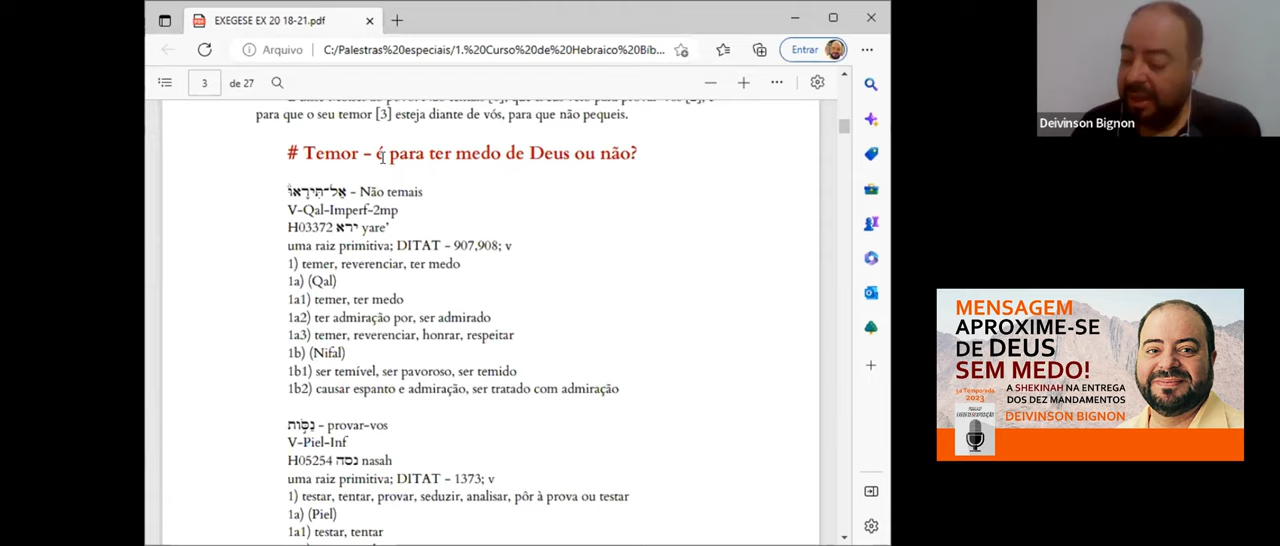 EXEGESE EX 20 18-21.pdf
Arquivo
C:/Palestras%20especiais/1.%20Curso%20de%20Hebraico%20Bíb...
Entrar
3 de 27
para que o seu temor [3] esteja diante de vós, para que não pequeis.
# Temor - é para ter medo de Deus ou não?
אַל־תִּירָאוּ֒ - Não temais
V-Qal-Imperf-2mp
H03372 ירא yare’
uma raiz primitiva; DITAT - 907,908; v
1) temer, reverenciar, ter medo
1a) (Qal)
1a1) temer, ter medo
1a2) ter admiração por, ser admirado
1a3) temer, reverenciar, honrar, respeitar
1b) (Nifal)
1b1) ser temível, ser pavoroso, ser temido
1b2) causar espanto e admiração, ser tratado com admiração
נַסּ֣וֹת - provar-vos
V-Piel-Inf
H05254 נסה nasah
uma raiz primitiva; DITAT - 1373; v
1) testar, tentar, provar, seduzir, analisar, pôr à prova ou testar
1a) (Piel)
1a1) testar, tentar
Deivinson Bignon
MENSAGEM
APROXIME-SE
DE DEUS
SEM MEDO!
A SHEKINAH NA ENTREGA
DOS DEZ MANDAMENTOS
DEIVINSON BIGNON
2023